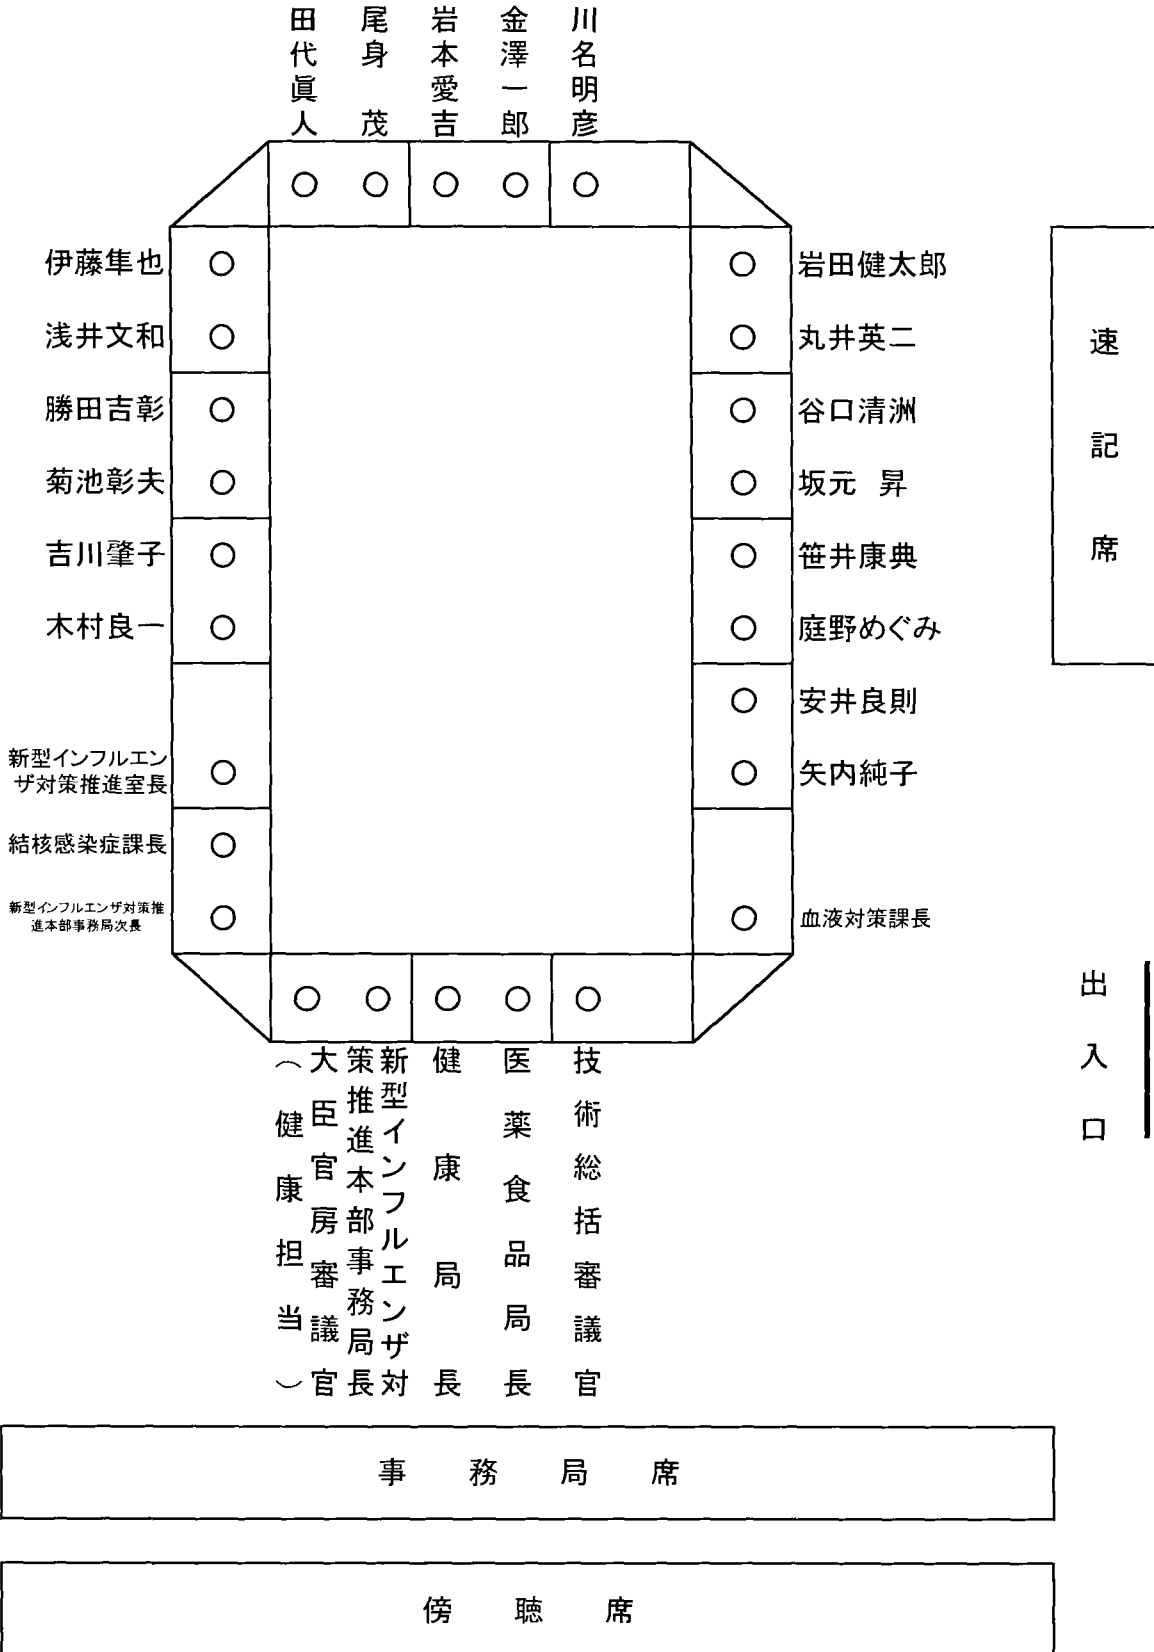 田代眞人
尾身 茂
岩本愛吉
金澤一郎
川名明彦
伊藤隼也
浅井文和
勝田吉彰
菊池彰夫
吉川肇子
木村良一
新型インフルエン
ザ対策推進室長
結核感染症課長
新型インフルエンザ対策推
進本部事務局次長
岩田健太郎
丸井英二
谷口清洲
坂元 昇
笹井康典
庭野めぐみ
安井良則
矢内純子
血液対策課長
速記席
出入口
大臣官房審議官
（健康担当）
新型インフルエンザ対
策推進本部事務局長
健康局長
医薬食品局長
技術総括審議官
事務局席
傍聴席